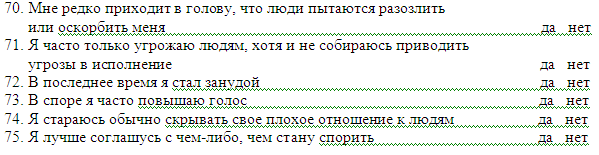 70. Мне редко приходит в голову, что люди пытаются разозлить
или оскорбить меня да нет
71. Я часто только угрожаю людям, хотя и не собираюсь приводить
угрозы в исполнение да нет
72. В последнее время я стал занудой да нет
73. В споре я часто повышаю голос да нет
74. Я стараюсь обычно скрывать свое плохое отношение к людям да нет
75. Я лучше соглашусь с чем-либо, чем стану спорить да нет